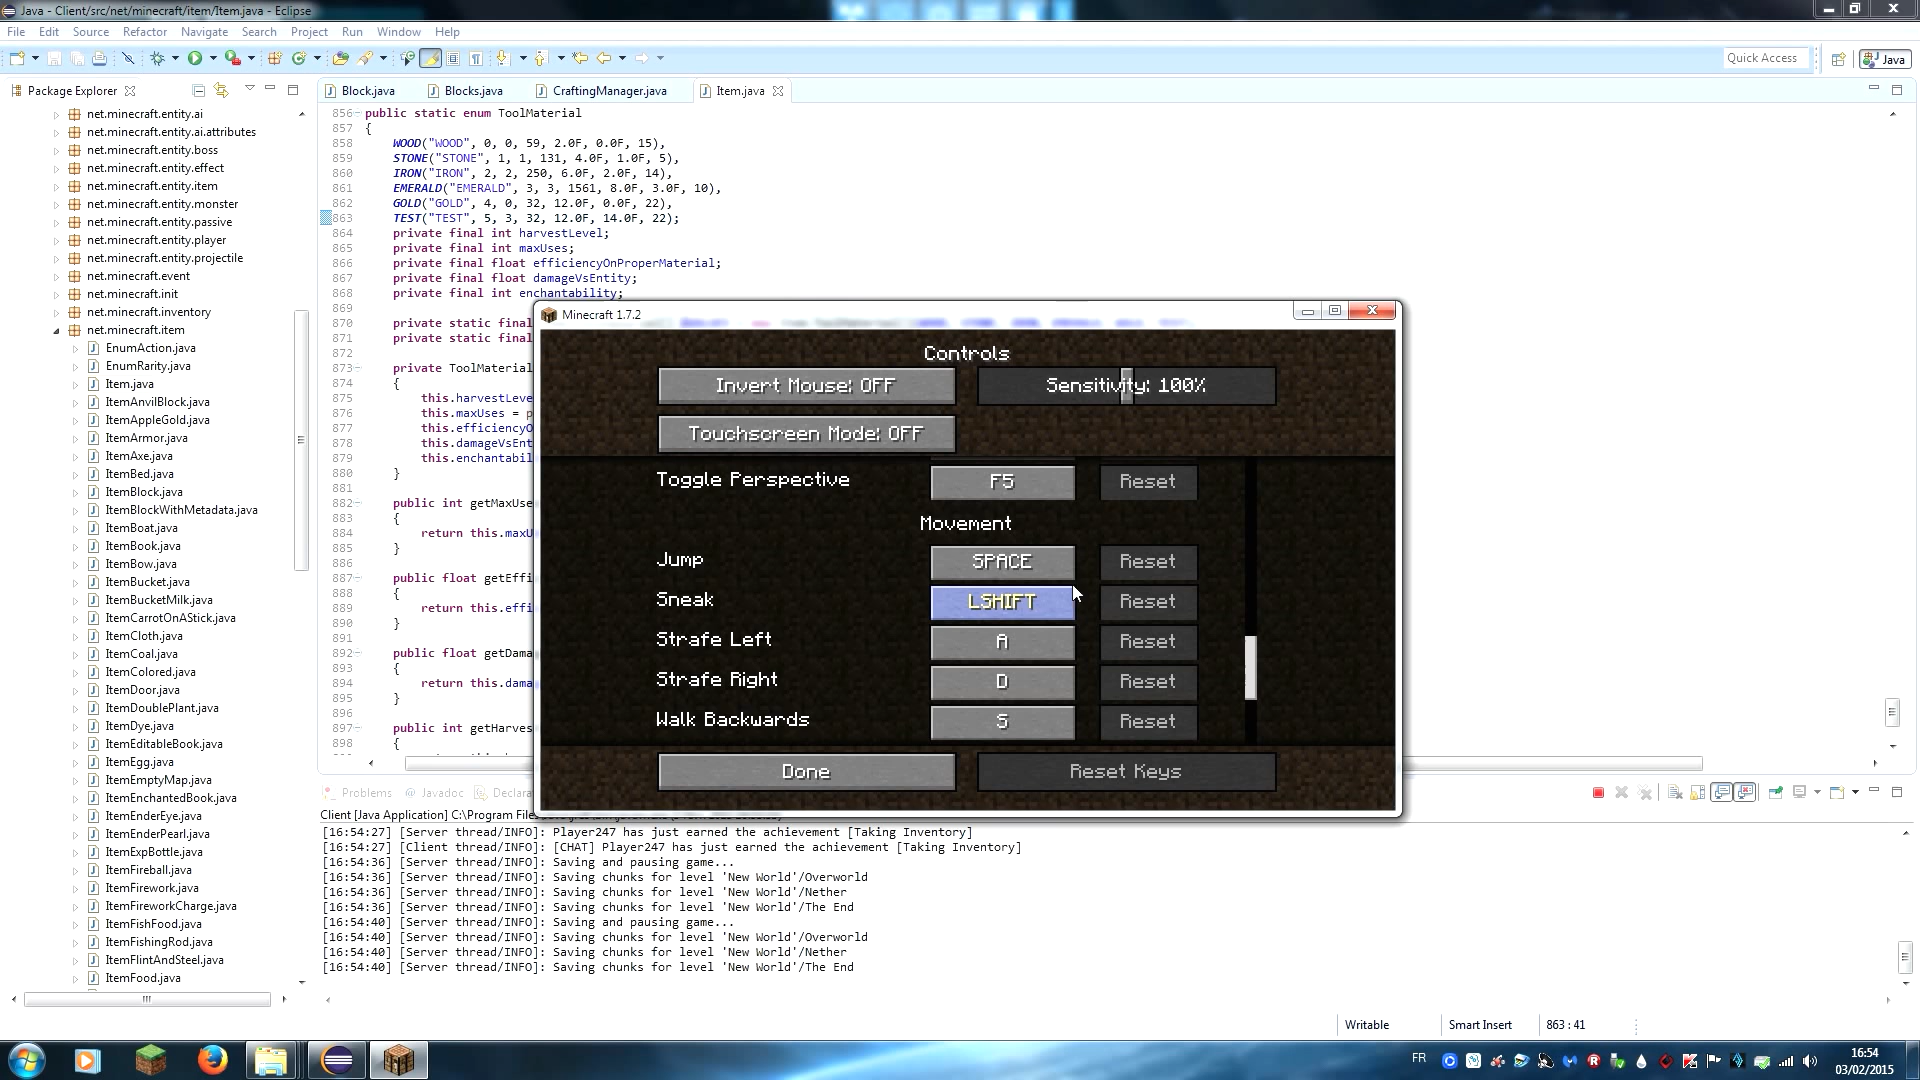 Java - Client/src/net/minecraft/item/Item.java - Eclipse
File Edit Source Refactor Navigate Search Project Run Window Help
Quick Access
Java
Package Explorer
Block.java Blocks.java CraftingManager.java Item.java
net.minecraft.entity.ai
net.minecraft.entity.ai.attributes
net.minecraft.entity.boss
net.minecraft.entity.effect
net.minecraft.entity.item
net.minecraft.entity.monster
net.minecraft.entity.passive
net.minecraft.entity.player
net.minecraft.entity.projectile
net.minecraft.event
net.minecraft.init
net.minecraft.inventory
net.minecraft.item
EnumAction.java
EnumRarity.java
Item.java
ItemAnvilBlock.java
ItemAppleGold.java
ItemArmor.java
ItemAxe.java
ItemBed.java
ItemBlock.java
ItemBlockWithMetadata.java
ItemBoat.java
ItemBook.java
ItemBow.java
ItemBucket.java
ItemBucketMilk.java
ItemCarrotOnAStick.java
ItemCloth.java
ItemCoal.java
ItemColored.java
ItemDoor.java
ItemDoublePlant.java
ItemDye.java
ItemEditableBook.java
ItemEgg.java
ItemEmptyMap.java
ItemEnchantedBook.java
ItemEnderEye.java
ItemEnderPearl.java
ItemExpBottle.java
ItemFireball.java
ItemFirework.java
ItemFireworkCharge.java
ItemFishFood.java
ItemFishingRod.java
ItemFlintAndSteel.java
ItemFood.java
856 public static enum ToolMaterial
857 {
858 WOOD("WOOD", 0, 0, 59, 2.0F, 0.0F, 15),
859 STONE("STONE", 1, 1, 131, 4.0F, 1.0F, 5),
860 IRON("IRON", 2, 2, 250, 6.0F, 2.0F, 14),
861 EMERALD("EMERALD", 3, 3, 1561, 8.0F, 3.0F, 10),
862 GOLD("GOLD", 4, 0, 32, 12.0F, 0.0F, 22),
863 TEST("TEST", 5, 3, 32, 12.0F, 14.0F, 22);
864 private final int harvestLevel;
865 private final int maxUses;
866 private final float efficiencyOnProperMaterial;
867 private final float damageVsEntity;
868 private final int enchantability;
869
870 private static final
871 private static final
872
873 private ToolMaterial
874 {
875 this.harvestLeve
876 this.maxUses = p
877 this.efficiencyO
878 this.damageVsEnt
879 this.enchantabil
880 }
881
882 public int getMaxUse
883 {
884 return this.maxU
885 }
886
887 public float getEffi
888 {
889 return this.effi
890 }
891
892 public float getDama
893 {
894 return this.dama
895 }
896
897 public int getHarves
898 {
Minecraft 1.7.2
Controls
Invert Mouse: OFF Sensitivity: 100%
Touchscreen Mode: OFF
Toggle Perspective F5 Reset
Movement
Jump SPACE Reset
Sneak LSHIFT Reset
Strafe Left A Reset
Strafe Right D Reset
Walk Backwards S Reset
Done Reset Keys
Problems @ Javadoc Declara
Client [Java Application] C:\Program Files
[16:54:27] [Server thread/INFO]: Player247 has just earned the achievement [Taking Inventory]
[16:54:27] [Client thread/INFO]: [CHAT] Player247 has just earned the achievement [Taking Inventory]
[16:54:36] [Server thread/INFO]: Saving and pausing game...
[16:54:36] [Server thread/INFO]: Saving chunks for level 'New World'/Overworld
[16:54:36] [Server thread/INFO]: Saving chunks for level 'New World'/Nether
[16:54:36] [Server thread/INFO]: Saving chunks for level 'New World'/The End
[16:54:40] [Server thread/INFO]: Saving and pausing game...
[16:54:40] [Server thread/INFO]: Saving chunks for level 'New World'/Overworld
[16:54:40] [Server thread/INFO]: Saving chunks for level 'New World'/Nether
[16:54:40] [Server thread/INFO]: Saving chunks for level 'New World'/The End
Writable Smart Insert 863 : 41
FR
16:54
03/02/2015